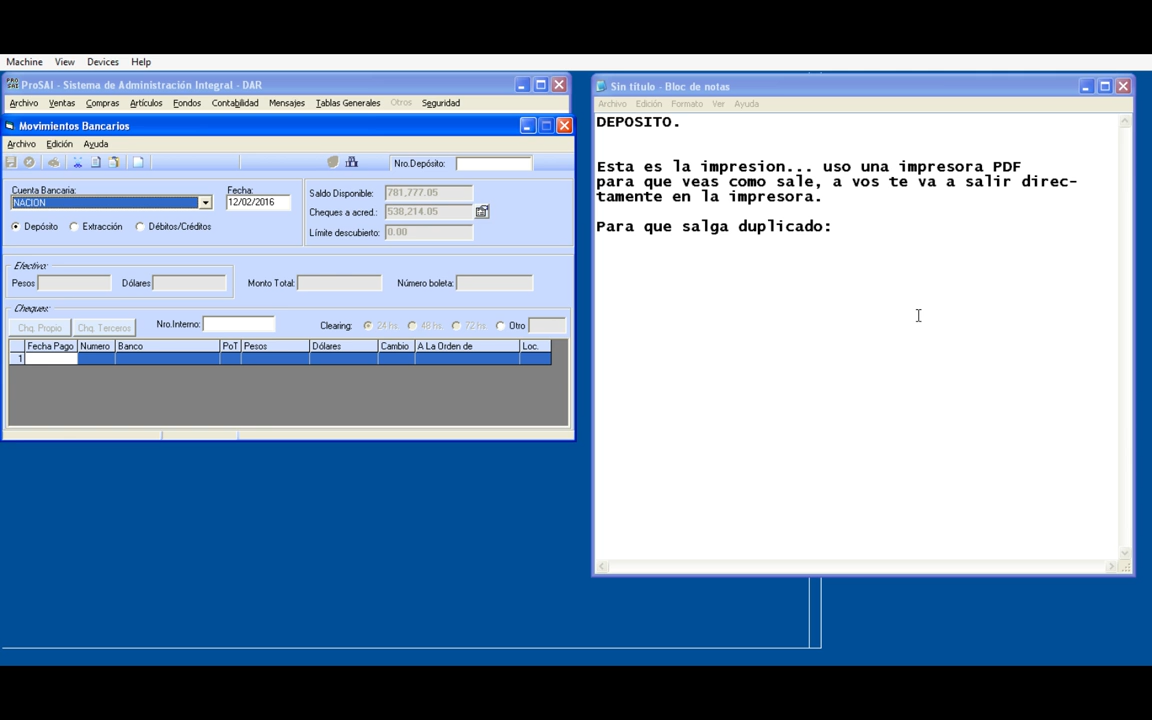 Machine View Devices Help
ProSAI - Sistema de Administración Integral - DAR
Archivo Ventas Compras Artículos Fondos Contabilidad Mensajes Tablas Generales Otros Seguridad
Movimientos Bancarios
Archivo Edición Ayuda
Nro.Depósito:
Cuenta Bancaria: Fecha:
NACION 12/02/2016
Saldo Disponible: 781,777.05
Cheques a acred.: 538,214.05
Límite descubierto: 0.00
Depósito Extracción Débitos/Créditos
Efectivo:
Pesos Dólares Monto Total: Número boleta:
Cheques:
Chq. Propio Chq. Terceros Nro.Interno: Clearing: 24 hs. 48 hs. 72 hs. Otro
Fecha Pago Numero Banco PoT Pesos Dólares Cambio A La Orden de Loc.
1
Sin título - Bloc de notas
Archivo Edición Formato Ver Ayuda
DEPOSITO.
Esta es la impresion... uso una impresora PDF
para que veas como sale, a vos te va a salir direc-
tamente en la impresora.
Para que salga duplicado: